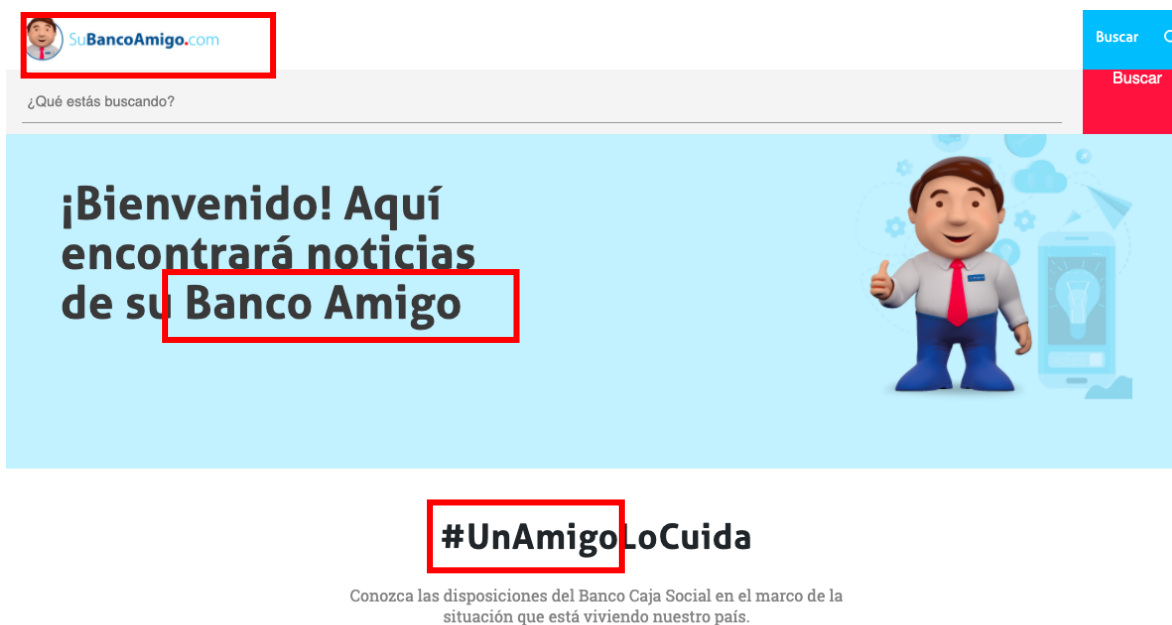 SuBancoAmigo.com
Buscar
Buscar
¿Qué estás buscando?
¡Bienvenido! Aquí
encontrará noticias
de su Banco Amigo
#UnAmigoLoCuida
Conozca las disposiciones del Banco Caja Social en el marco de la
situación que está viviendo nuestro país.